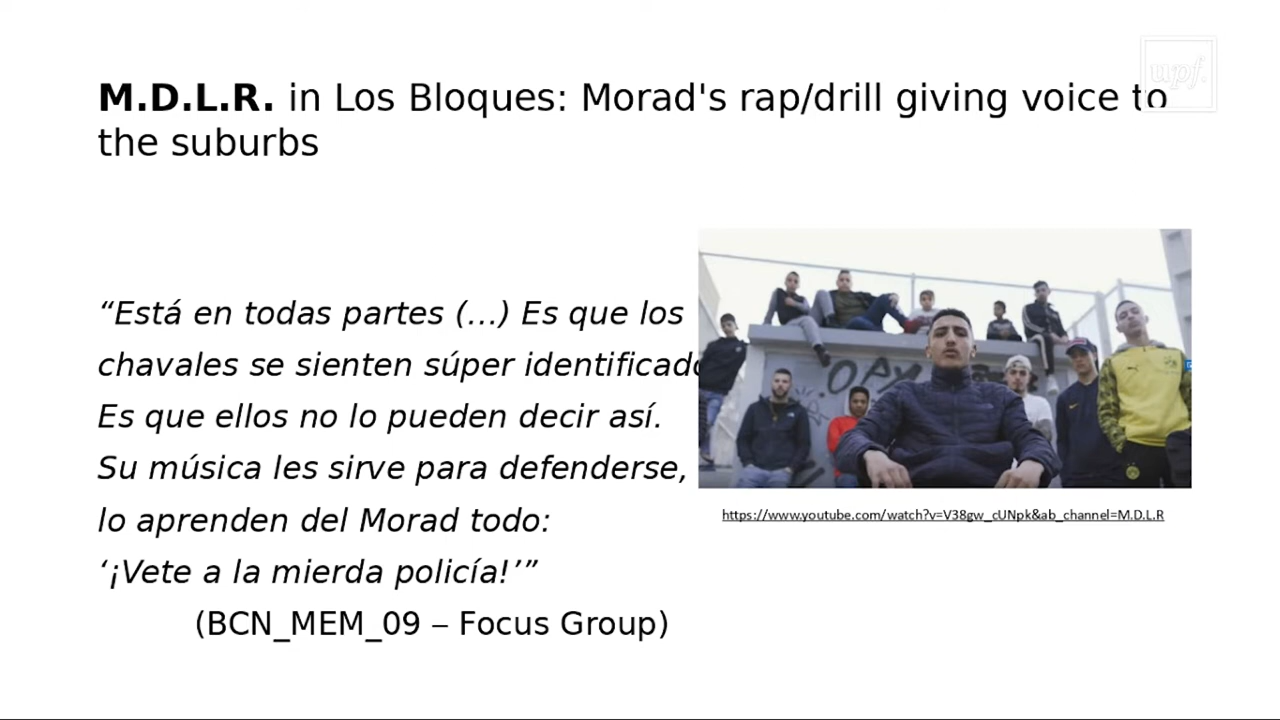 upf.
M.D.L.R. in Los Bloques: Morad's rap/drill giving voice to
the suburbs
“Está en todas partes (…) Es que los
chavales se sienten súper identificado
Es que ellos no lo pueden decir así.
Su música les sirve para defenderse,
lo aprenden del Morad todo:
‘¡Vete a la mierda policía!’”
(BCN_MEM_09 – Focus Group)
https://www.youtube.com/watch?v=V38gw_cUNpk&ab_channel=M.D.L.R